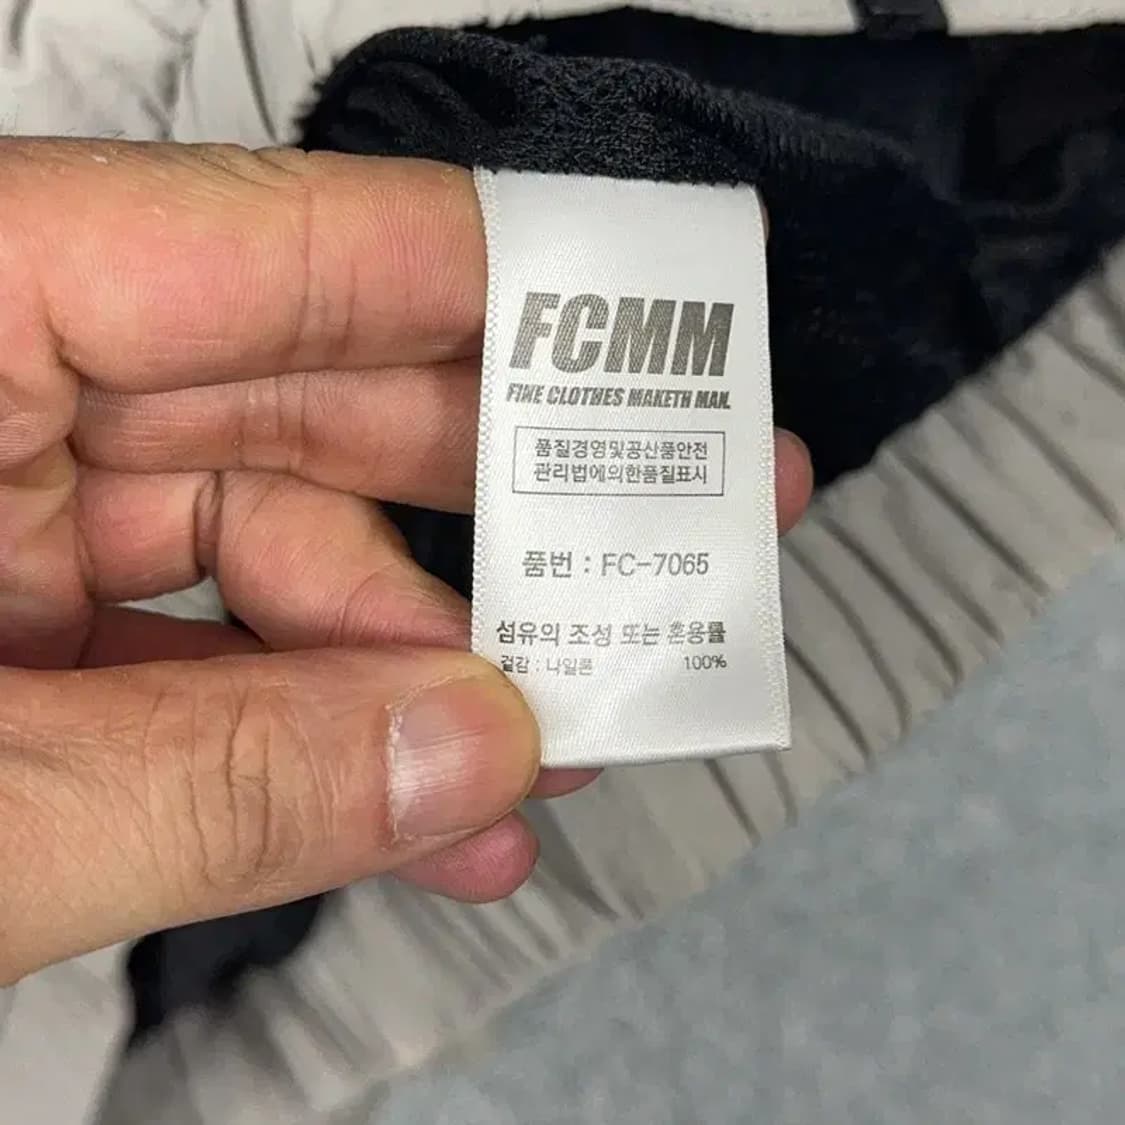 FCMM
FINE CLOTHES MAKETH MAN.
품질경영및공산품안전
관리법에의한품질표시
품번 : FC-7065
섬유의 조성 또는 혼용률
겉감 : 나일론 100%